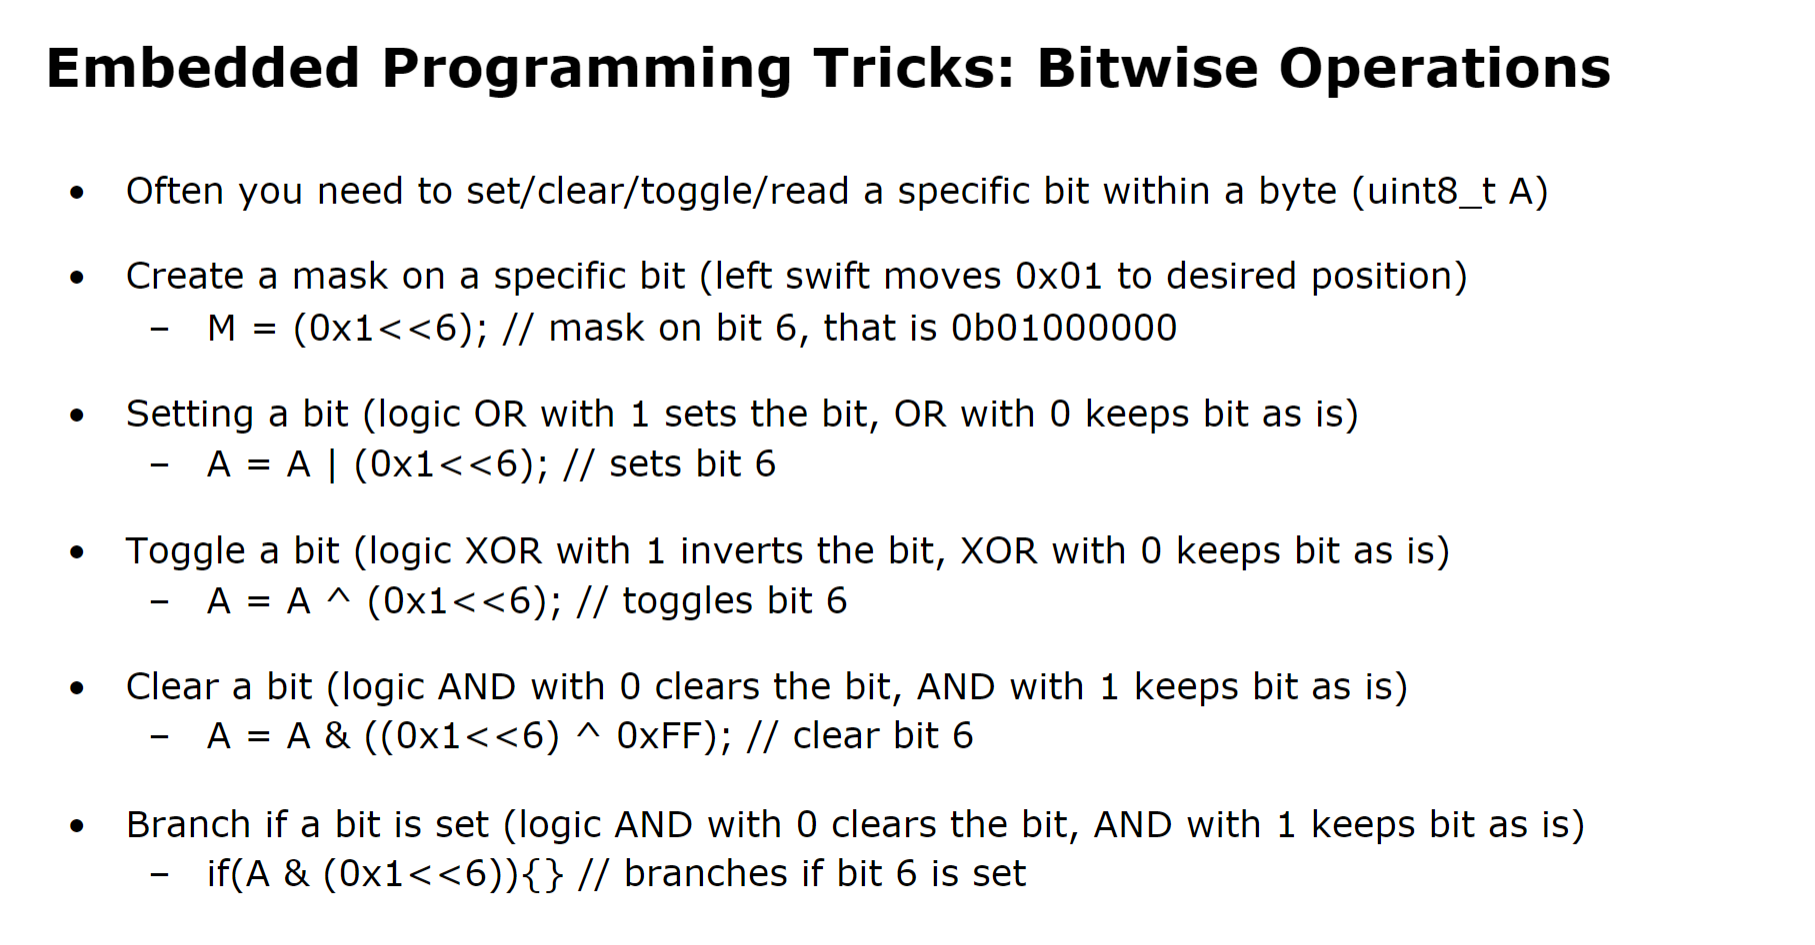 Embedded Programming Tricks: Bitwise Operations
• Often you need to set/clear/toggle/read a specific bit within a byte (uint8_t A)
• Create a mask on a specific bit (left swift moves 0x01 to desired position)
– M = (0x1<<6); // mask on bit 6, that is 0b01000000
• Setting a bit (logic OR with 1 sets the bit, OR with 0 keeps bit as is)
– A = A | (0x1<<6); // sets bit 6
• Toggle a bit (logic XOR with 1 inverts the bit, XOR with 0 keeps bit as is)
– A = A ^ (0x1<<6); // toggles bit 6
• Clear a bit (logic AND with 0 clears the bit, AND with 1 keeps bit as is)
– A = A & ((0x1<<6) ^ 0xFF); // clear bit 6
• Branch if a bit is set (logic AND with 0 clears the bit, AND with 1 keeps bit as is)
– if(A & (0x1<<6)){} // branches if bit 6 is set